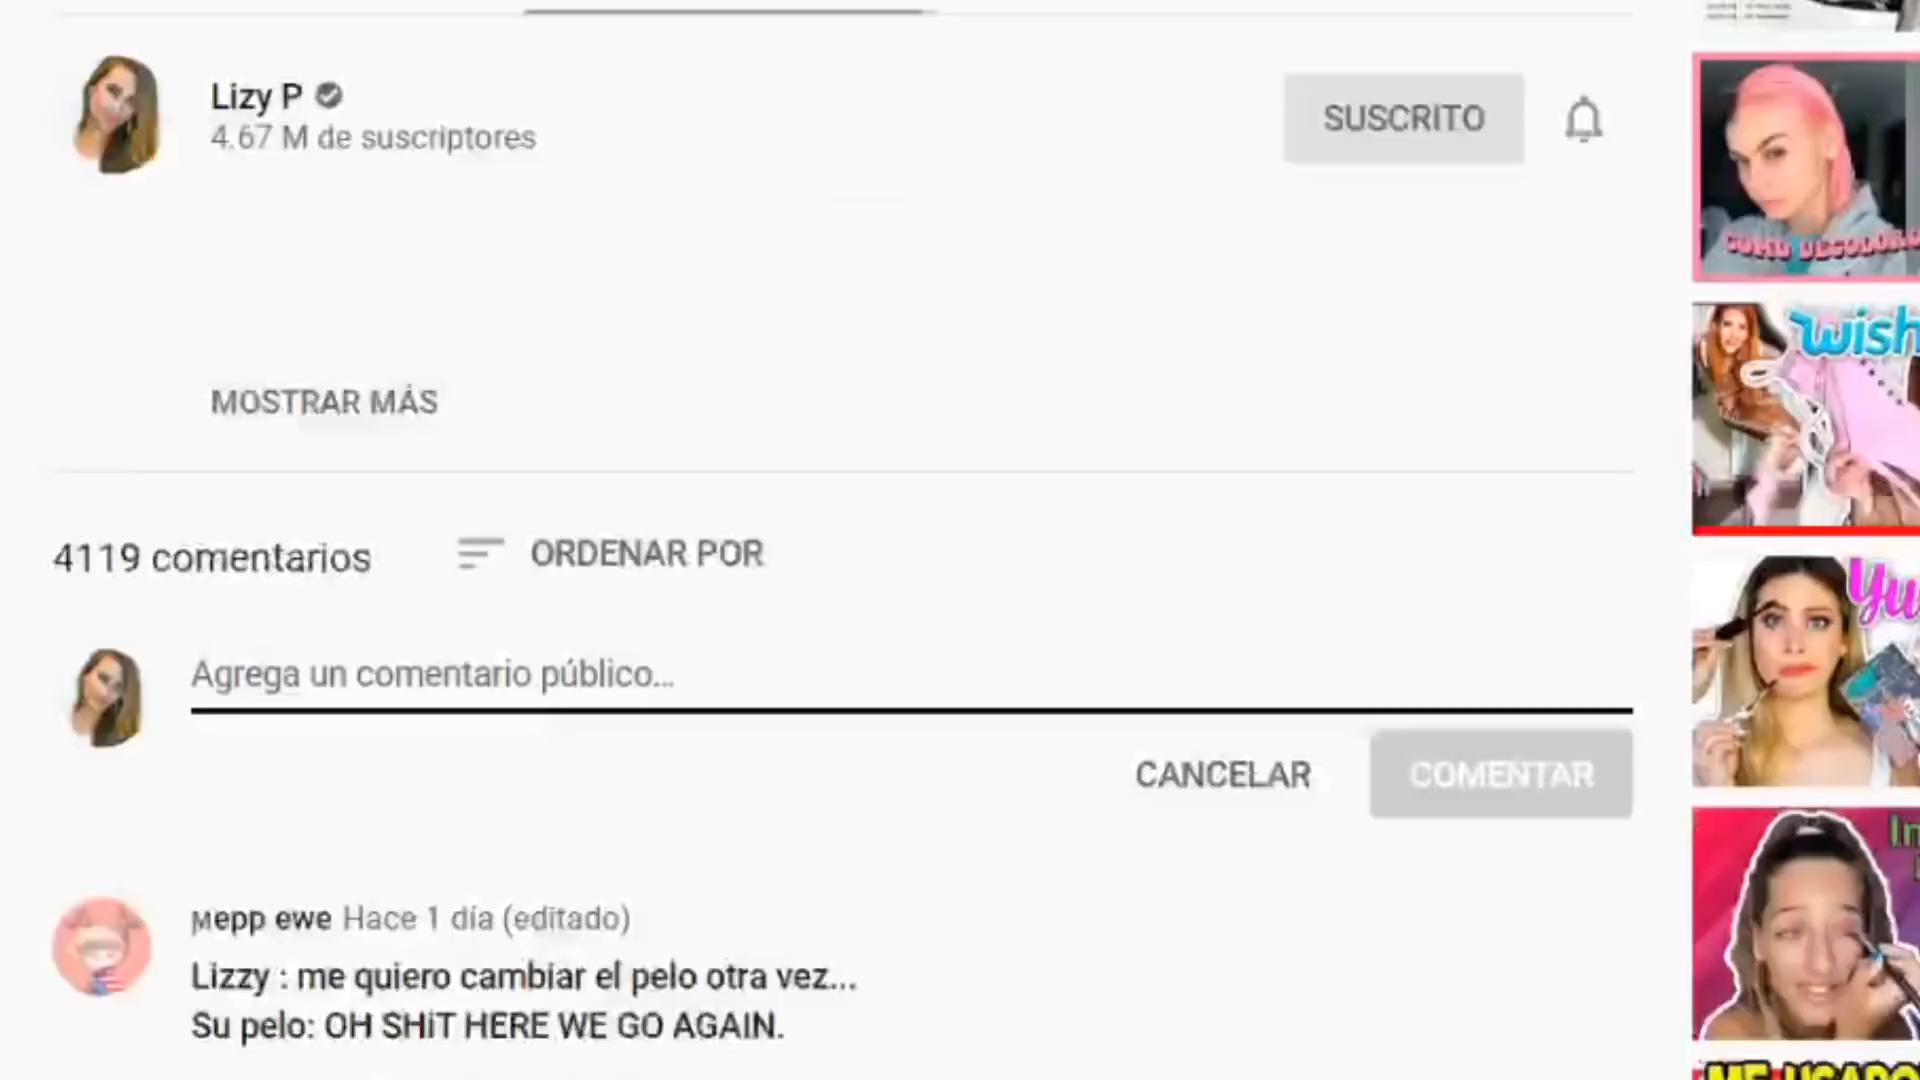 Lizy P
4.67 M de suscriptores
SUSCRITO
MOSTRAR MÁS
4119 comentarios
ORDENAR POR
Agrega un comentario público...
CANCELAR
COMENTAR
мepp ewe Hace 1 día (editado)
Lizzy : me quiero cambiar el pelo otra vez...
Su pelo: OH SHiT HERE WE GO AGAIN.
wish
Yu
In